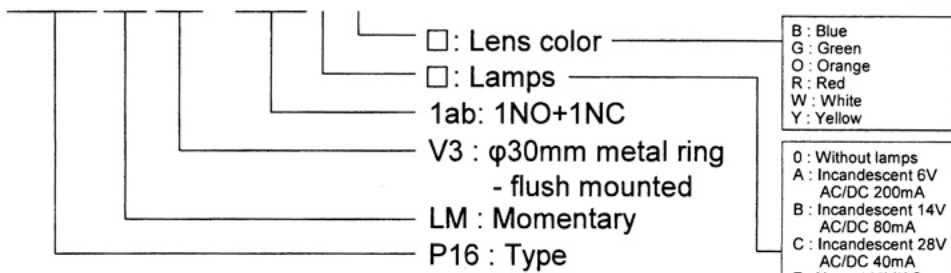 □: Lens color
□: Lamps
1ab: 1NO+1NC
V3 : φ30mm metal ring
- flush mounted
LM : Momentary
P16 : Type
B : Blue
G : Green
O : Orange
R : Red
W : White
Y : Yellow
0 : Without lamps
A : Incandescent 6V
AC/DC 200mA
B : Incandescent 14V
AC/DC 80mA
C : Incandescent 28V
AC/DC 40mA